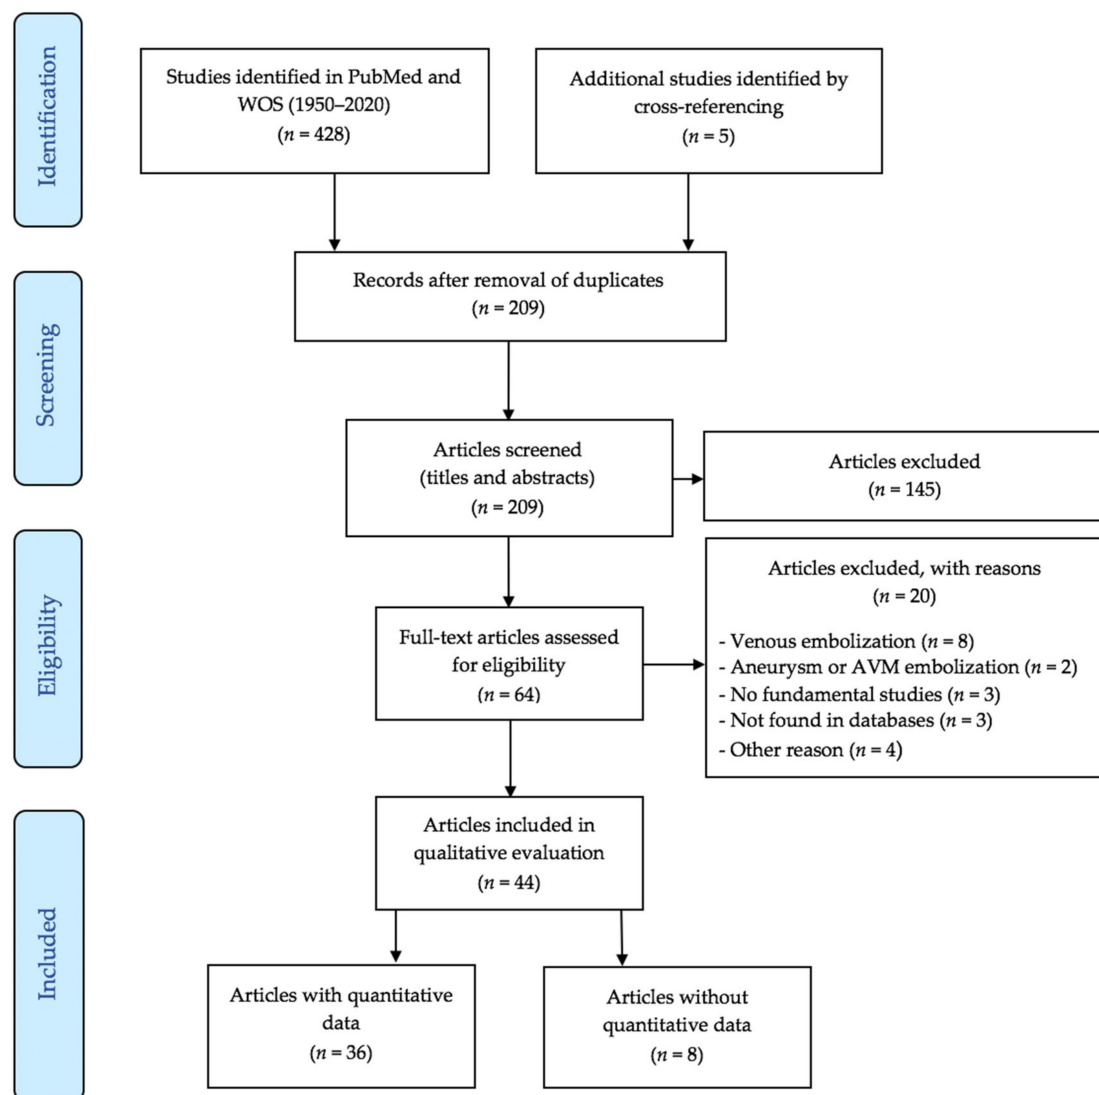 Identification
Studies identified in PubMed and
WOS (1950–2020)
(n = 428)
Additional studies identified by
cross-referencing
(n = 5)
Screening
Records after removal of duplicates
(n = 209)
Articles screened
(titles and abstracts)
(n = 209)
Articles excluded
(n = 145)
Eligibility
Full-text articles assessed
for eligibility
(n = 64)
Articles excluded, with reasons
(n = 20)
- Venous embolization (n = 8)
- Aneurysm or AVM embolization (n = 2)
- No fundamental studies (n = 3)
- Not found in databases (n = 3)
- Other reason (n = 4)
Included
Articles included in
qualitative evaluation
(n = 44)
Articles with quantitative
data
(n = 36)
Articles without
quantitative data
(n = 8)